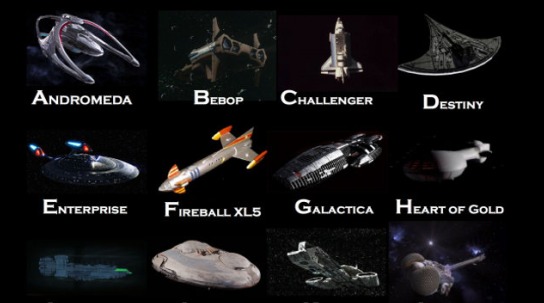 ANDROMEDA
BEBOP
CHALLENGER
DESTINY
ENTERPRISE
FIREBALL XL5
GALACTICA
HEART OF GOLD